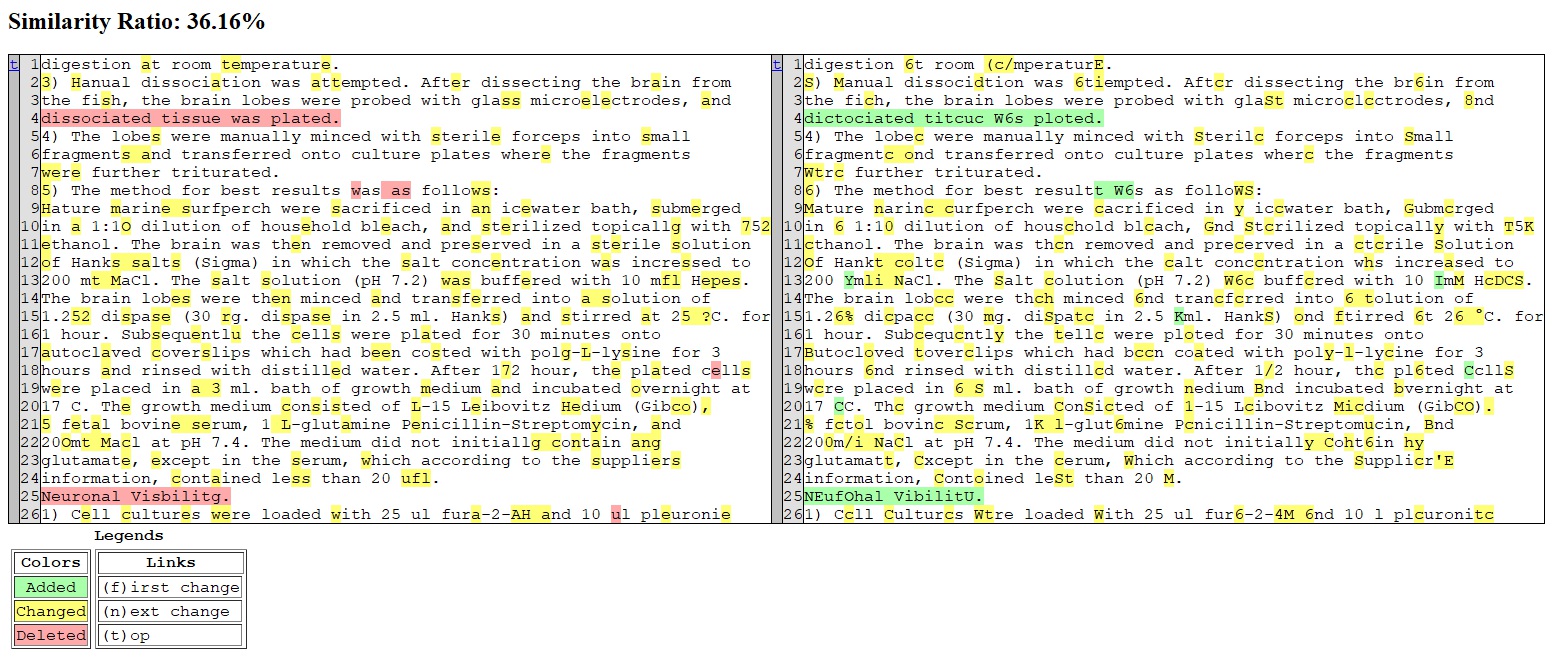 Similarity Ratio: 36.16%
t 1 digestion at room temperature.
2 3) Hanual dissociation was attempted. After dissecting the brain from
3 the fish, the brain lobes were probed with glass microelectrodes, and
4 dissociated tissue was plated.
5 4) The lobes were manually minced with sterile forceps into small
6 fragments and transferred onto culture plates where the fragments
7 were further triturated.
8 5) The method for best results was as follows:
9 Hature marine surfperch were sacrificed in an icewater bath, submerged
10 in a 1:1O dilution of household bleach, and sterilized topicallg with 752
11 ethanol. The brain was then removed and preserved in a sterile solution
12 of Hanks salts (Sigma) in which the salt concentration was increased to
13 200 mt MaCl. The salt solution (pH 7.2) was buffered with 10 mfl Hepes.
14 The brain lobes were then minced and transferred into a solution of
15 1.252 dispase (30 rg. dispase in 2.5 ml. Hanks) and stirred at 25 ?C. for
16 1 hour. Subsequentlu the cells were plated for 30 minutes onto
17 autoclaved coverslips which had been costed with polg-L-lysine for 3
18 hours and rinsed with distilled water. After 172 hour, the plated cells
19 were placed in a 3 ml. bath of growth medium and incubated overnight at
20 17 C. The growth medium consisted of L-15 Leibovitz Hedium (Gibco),
21 5 fetal bovine serum, 1 L-glutamine Penicillin-Streptomycin, and
22 20Omt Macl at pH 7.4. The medium did not initiallg contain ang
23 glutamate, except in the serum, which according to the suppliers
24 information, contained less than 20 ufl.
25 Neuronal Visbilitg.
26 1) Cell cultures were loaded with 25 ul fura-2-AH and 10 ul pleuronie
t 1 digestion 6t room (c/mperaturE.
2 S) Manual dissocidtion was 6tiempted. Aftcr dissecting the br6in from
3 the fich, the brain lobes were probed with glaSt microclcctrodes, 8nd
4 dictociated titcuc W6s ploted.
5 4) The lobec were manually minced with Sterilc forceps into Small
6 fragmentc ond transferred onto culture plates wherc the fragments
7 Wtrc further triturated.
8 6) The method for best resultt W6s as folloWS:
9 Mature narinc curfperch were cacrificed in y iccwater bath, Gubmcrged
10 in 6 1:10 dilution of houschold blcach, Gnd Stcrilized topically with T5K
11 cthanol. The brain was thcn removed and precerved in a ctcrile Solution
12 Of Hankt coltc (Sigma) in which the calt conccntration whs increased to
13 200 Ymli NaCl. The Salt colution (pH 7.2) W6c buffcred with 10 ImM HcDCS.
14 The brain lobcc were thch minced 6nd trancfcrred into 6 tolution of
15 1.26% dicpacc (30 mg. diSpatc in 2.5 Kml. HankS) ond ftirred 6t 26 °C. for
16 1 hour. Subcequcntly the tellc were ploted for 30 minutes onto
17 Butocloved toverclips which had bccn coated with poly-l-lycine for 3
18 hours 6nd rinsed with distillcd water. After 1/2 hour, thc pl6ted CcllS
19 wcre placed in 6 S ml. bath of growth nedium Bnd incubated bvernight at
20 17 CC. Thc growth medium ConSicted of 1-15 Lcibovitz Micdium (GibCO).
21 % fctol bovinc Scrum, 1K l-glut6mine Pcnicillin-Streptomucin, Bnd
22 200m/i NaCl at pH 7.4. The medium did not initially Coht6in hy
23 glutamatt, Cxcept in the cerum, Which according to the Supplicr'E
24 information, Contoined leSt than 20 M.
25 NEufOhal VibilitU.
26 1) Ccll Culturcs Wtre loaded With 25 ul fur6-2-4M 6nd 10 l plcuronitc
Legends
Colors Links
Added (f)irst change
Changed (n)ext change
Deleted (t)op